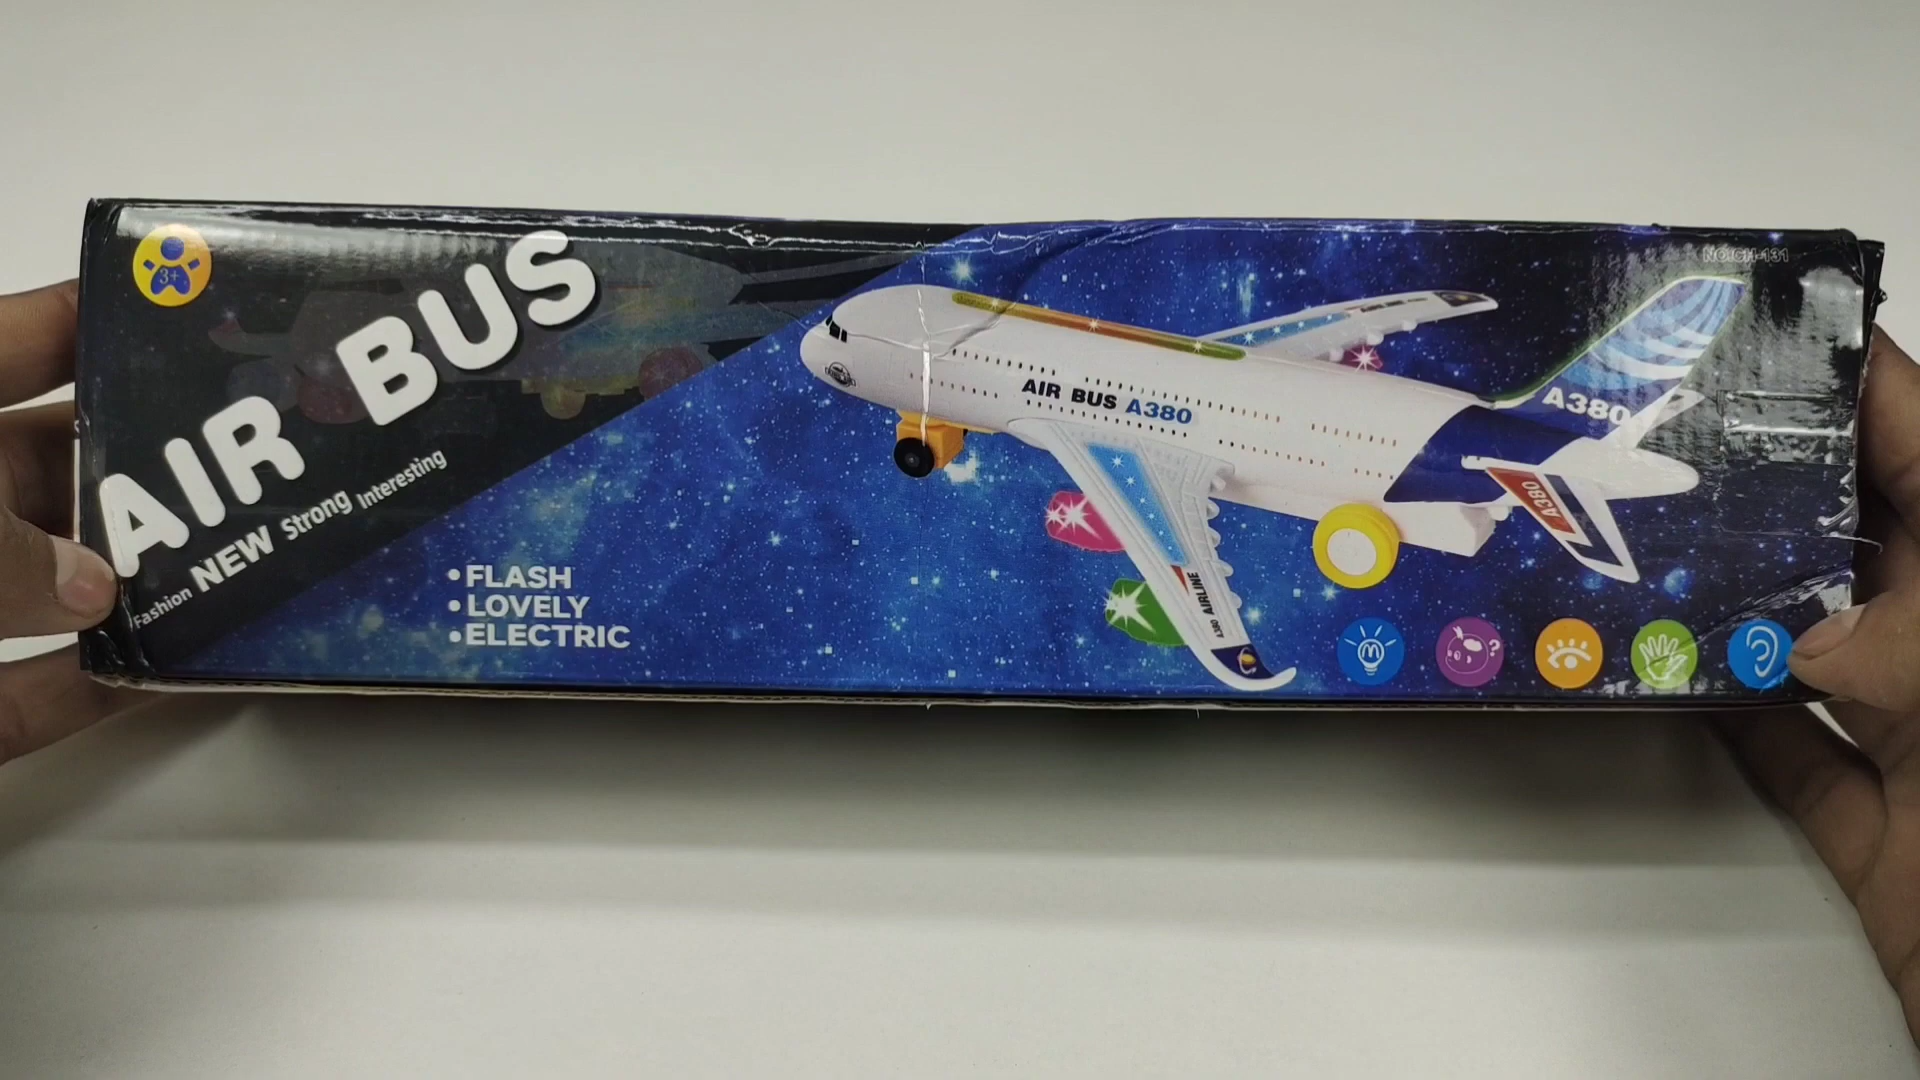 3+
AIR BUS
Fashion NEW Strong Interesting
• FLASH
• LOVELY
• ELECTRIC
NO:CH-131
AIR BUS A380
A380
A380
A380 AIRLINE
?